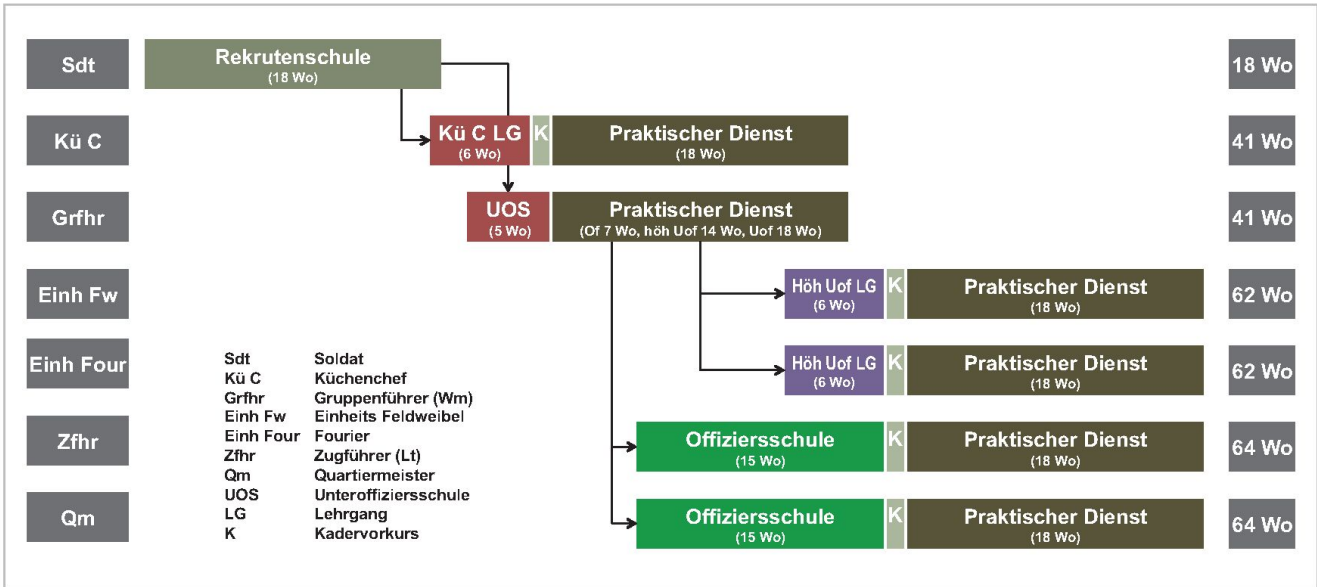 Sdt
Rekrutenschule
(18 Wo)
18 Wo
Kü C
Kü C LG
(6 Wo)
K
Praktischer Dienst
(18 Wo)
41 Wo
Grfhr
UOS
(5 Wo)
Praktischer Dienst
(Of 7 Wo, höh Uof 14 Wo, Uof 18 Wo)
41 Wo
Einh Fw
Höh Uof LG
(6 Wo)
K
Praktischer Dienst
(18 Wo)
62 Wo
Einh Four
Höh Uof LG
(6 Wo)
K
Praktischer Dienst
(18 Wo)
62 Wo
Zfhr
Offiziersschule
(15 Wo)
K
Praktischer Dienst
(18 Wo)
64 Wo
Qm
Offiziersschule
(15 Wo)
K
Praktischer Dienst
(18 Wo)
64 Wo
Sdt Soldat
Kü C Küchenchef
Grfhr Gruppenführer (Wm)
Einh Fw Einheits Feldweibel
Einh Four Fourier
Zfhr Zugführer (Lt)
Qm Quartiermeister
UOS Unteroffiziersschule
LG Lehrgang
K Kadervorkurs